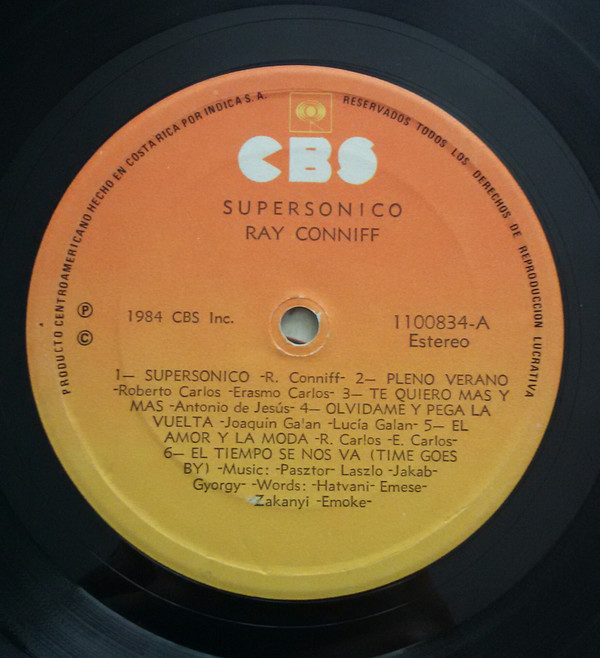 PRODUCTO CENTROAMERICANO HECHO EN COSTA RICA POR INDICA S.A.
RESERVADOS TODOS LOS DERECHOS DE REPRODUCCION LUCRATIVA
CBS
SUPERSONICO
RAY CONNIFF
℗
©
1984 CBS Inc.
1100834-A
Estereo
1— SUPERSONICO -R. Conniff- 2— PLENO VERANO
-Roberto Carlos -Erasmo Carlos- 3— TE QUIERO MAS Y
MAS -Antonio de Jesús- 4— OLVIDAME Y PEGA LA
VUELTA -Joaquín Galan -Lucía Galan- 5— EL
AMOR Y LA MODA -R. Carlos -E. Carlos-
6— EL TIEMPO SE NOS VA (TIME GOES
BY) -Music: -Pasztor- Laszlo -Jakab-
Gyorgy- -Words: -Hatvani- Emese-
Zakanyi -Emoke-